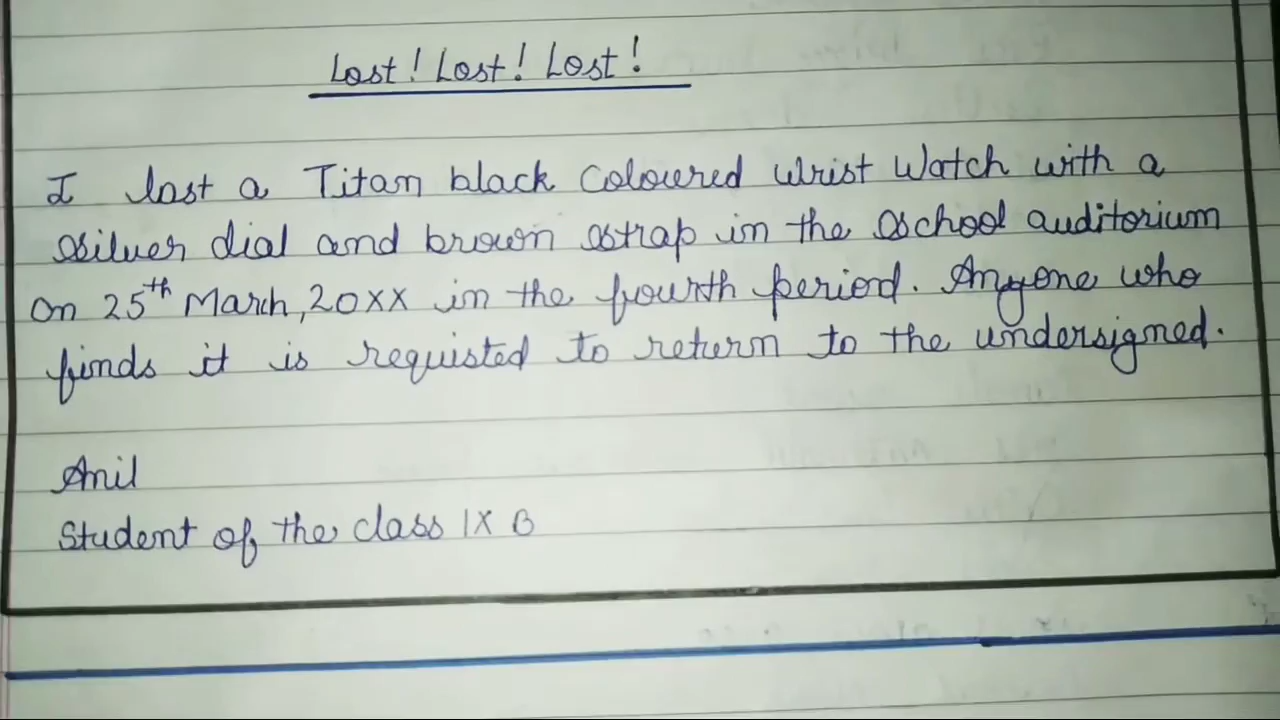 Lost! Lost! Lost!
I lost a Titan black coloured wrist watch with a
silver dial and brown strap in the school auditorium
on 25th March, 20XX in the fourth period. Anyone who
finds it is requisted to return to the undersigned.
Anil
Student of the class IX B